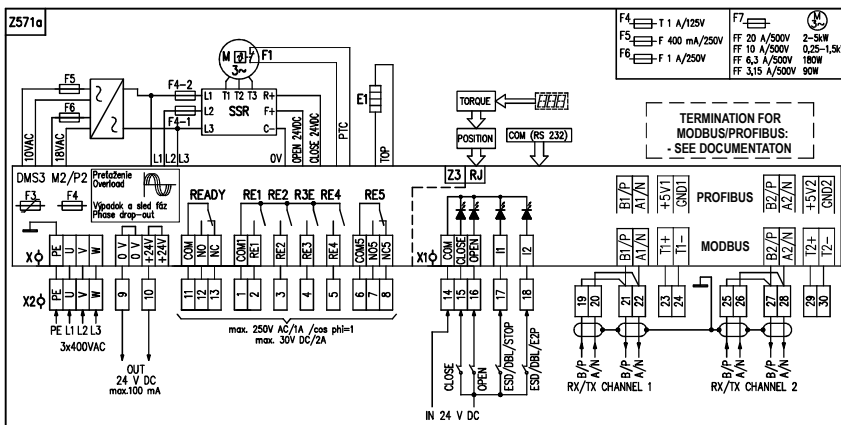 Z571a
F4 T 1 A/125V
F5 F 400 mA/250V
F6 F 1 A/250V
F7
M
3~
FF 20 A/500V 2-5kW
FF 10 A/500V 0,25-1,5k
FF 6,3 A/500V 180W
FF 3,15 A/500V 90W
M
3~
F1
F5
F6
F4-2
F4-1
L1 T1 T2 T3 R+
L2 SSR F+
L3 C-
E1
TORQUE
POSITION
COM (RS 232)
TERMINATION FOR
MODBUS/PROFIBUS:
- SEE DOCUMENTATON
10VAC
18VAC
L1 L2 L3
0V
OPEN 24VDC
CLOSE 24VDC
PTC
TOP
Z3 RJ
DMS3 M2/P2
F3
F4
Preťaženie
Overload
Výpadok a sled fáz
Phase drop-out
READY
RE1 RE2 R3E RE4
RE5
PROFIBUS
MODBUS
B1/P
A1/N
+5V1
GND1
B2/P
A2/N
+5V2
GND2
X
PE U V W
0 V
0 V
+24V
+24V
COM NO NC
COM1 RE1 RE2 RE3 RE4
COM5 NO5 NC5
X1
COM CLOSE OPEN I1 I2
B1/P A1/N T1+ T1-
B2/P A2/N T2+ T2-
X2
PE U V W
9 10
11 12 13
1 2 3 4 5 6 7 8
14 15 16 17 18
19 20 21 22 23 24
25 26 27 28 29 30
PE L1 L2 L3
3x400VAC
OUT
24 V DC
max.100 mA
max. 250V AC/1A /cos phi=1
max. 30V DC/2A
CLOSE
OPEN
ESD/DBL/STOP
ESD/DBL/E2P
IN 24 V DC
B/P
A/N
B/P
A/N
RX/TX CHANNEL 1
B/P
A/N
B/P
A/N
RX/TX CHANNEL 2